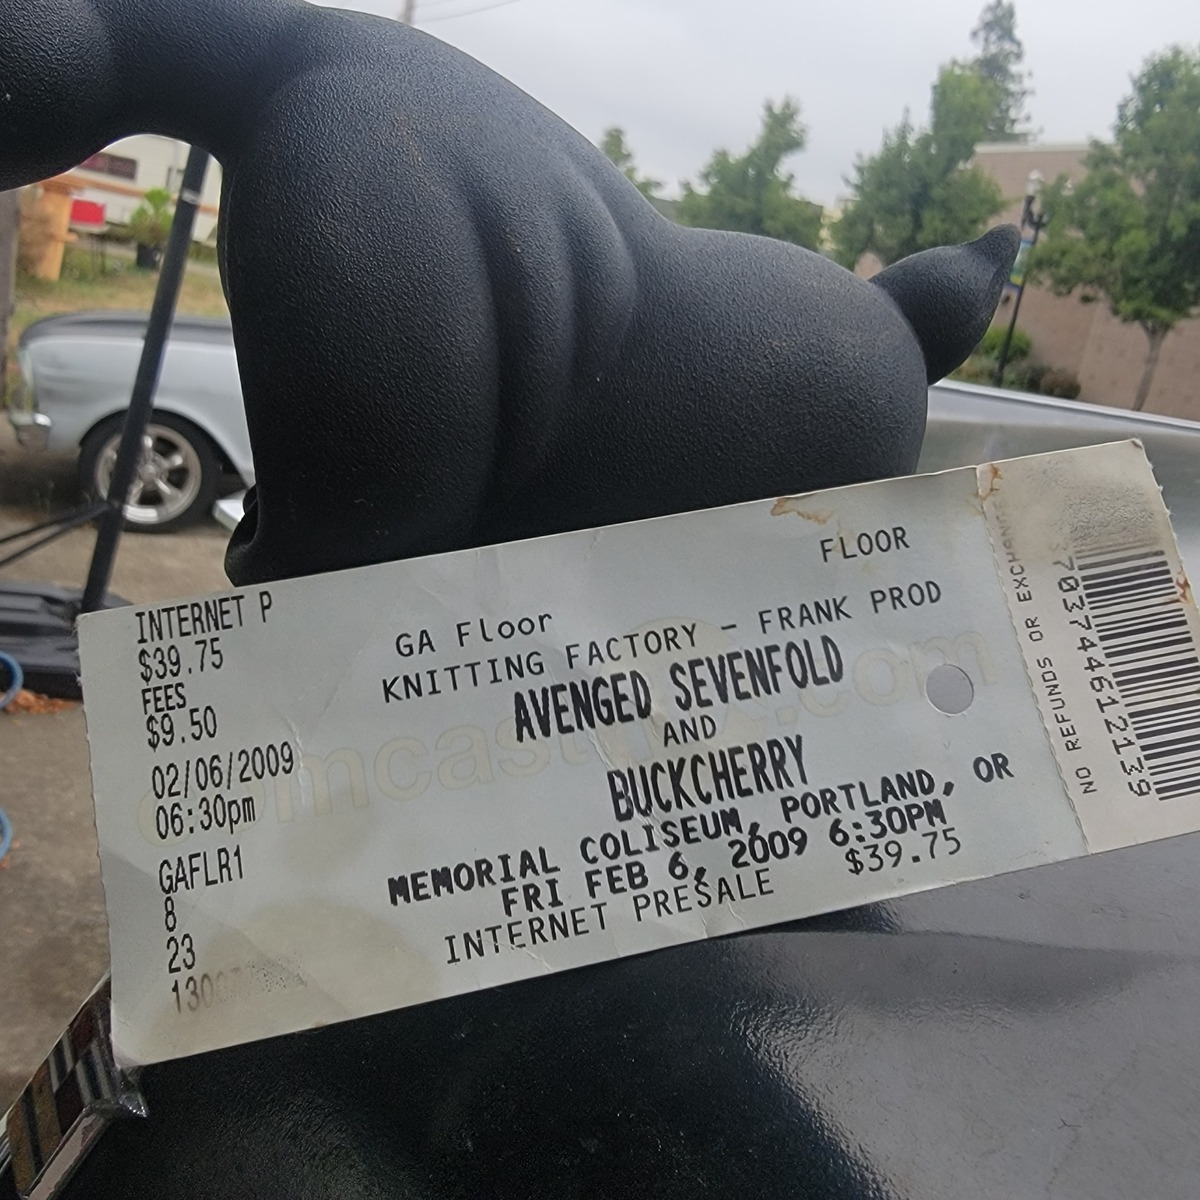 INTERNET P
$39.75
FEES
$9.50
02/06/2009
06:30pm
GAFLR1
8
23
FLOOR
GA Floor
KNITTING FACTORY - FRANK PROD
AVENGED SEVENFOLD
AND
BUCKCHERRY
MEMORIAL COLISEUM, PORTLAND, OR
FRI FEB 6, 2009 6:30PM
INTERNET PRESALE $39.75
NO REFUNDS OR EXCHAN
703744612139